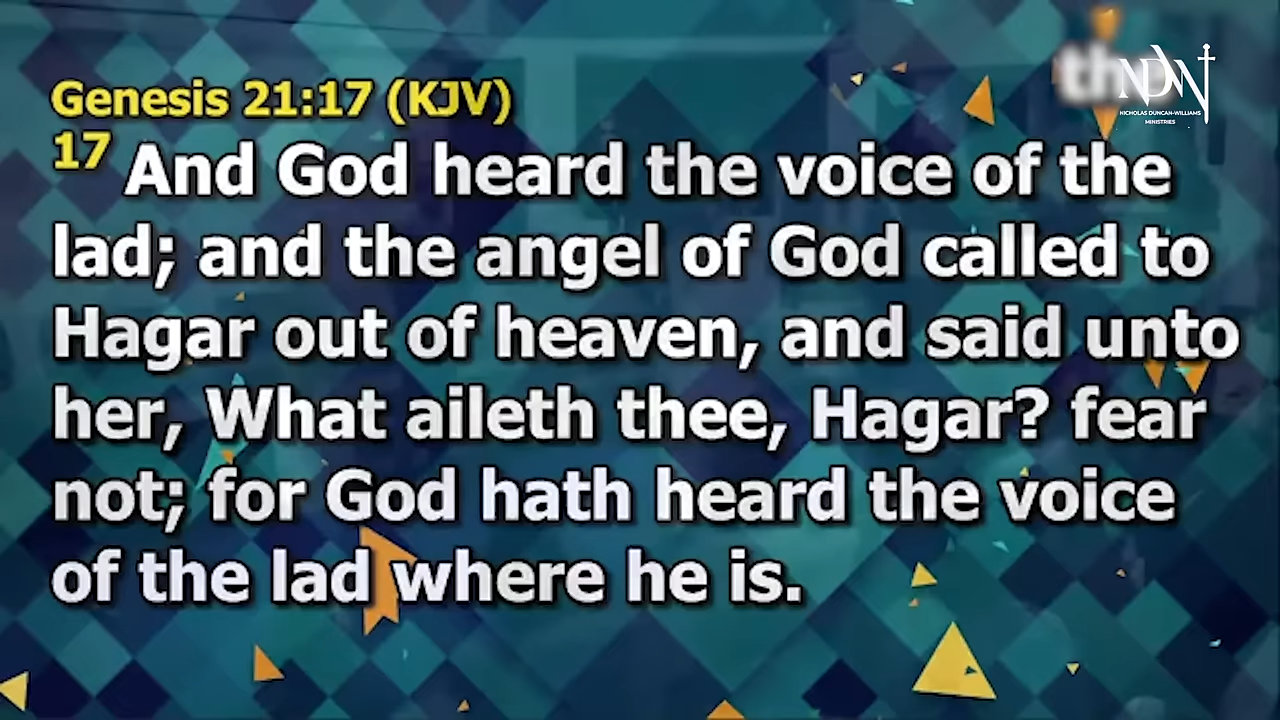 Genesis 21:17 (KJV)
17 And God heard the voice of the
lad; and the angel of God called to
Hagar out of heaven, and said unto
her, What aileth thee, Hagar? fear
not; for God hath heard the voice
of the lad where he is.
NDW
NICHOLAS DUNCAN-WILLIAMS
MINISTRIES